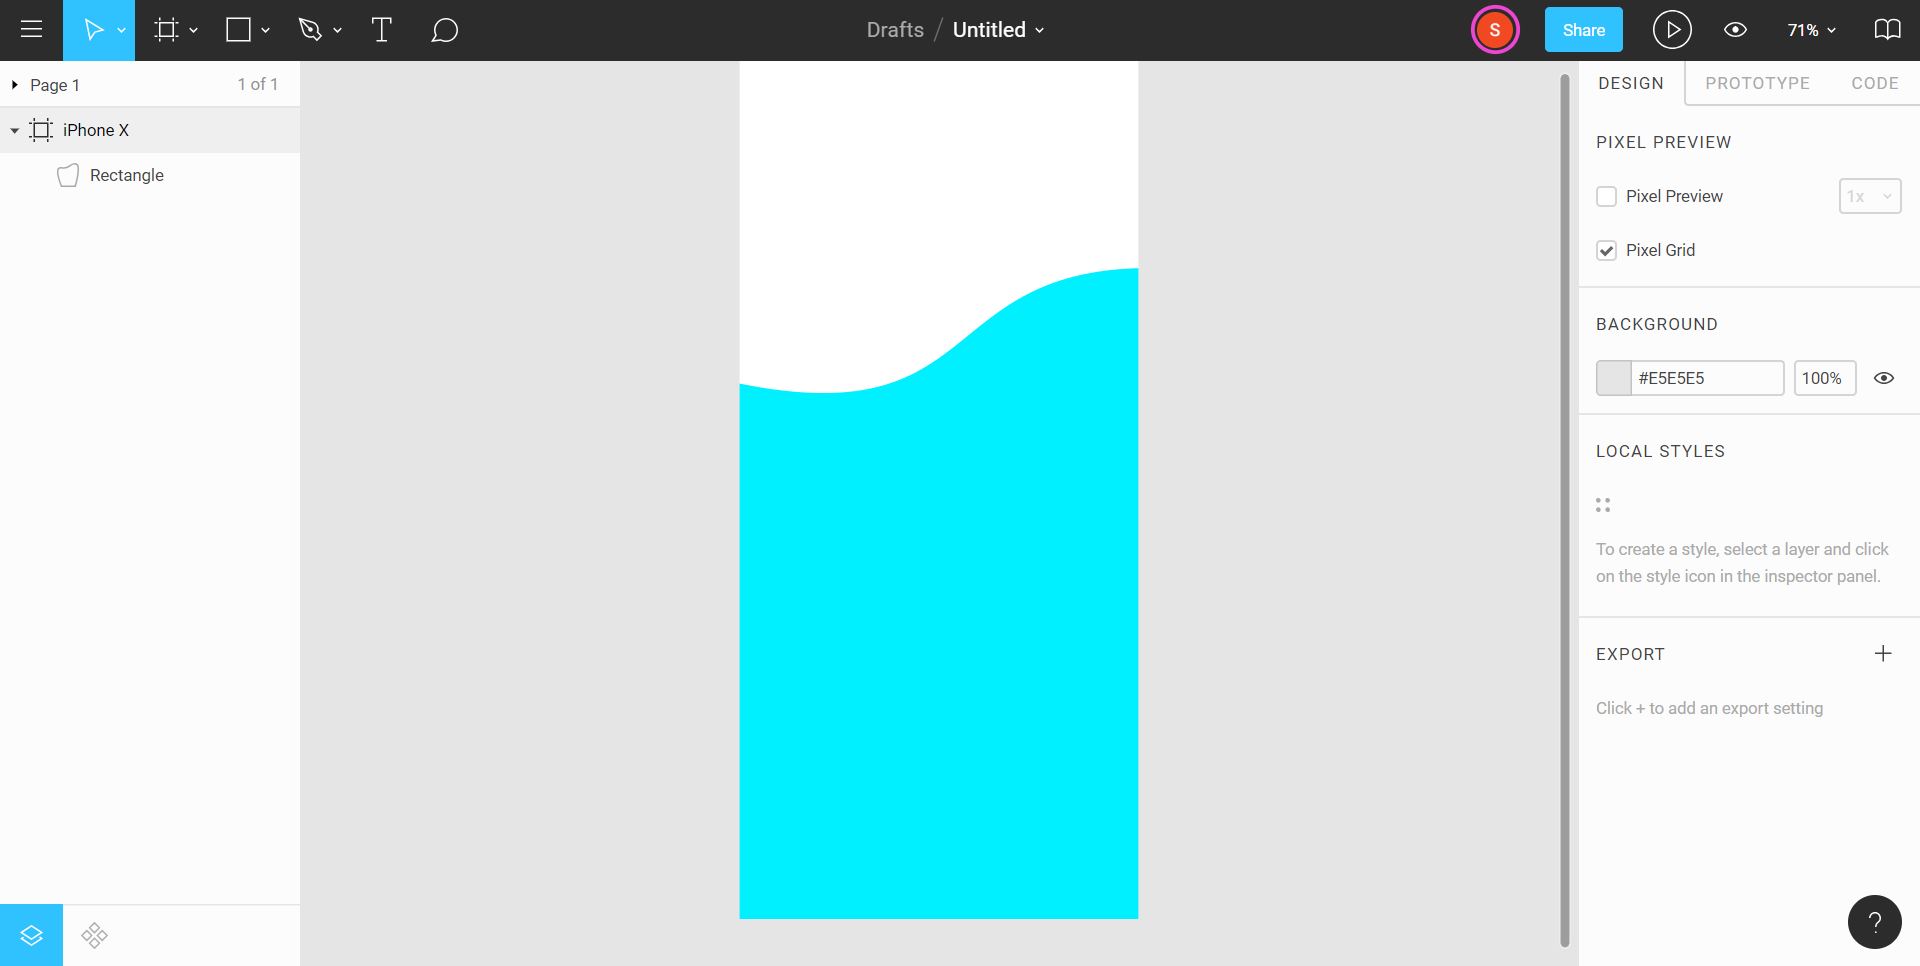 Drafts / Untitled
S
Share
71%
Page 1
1 of 1
iPhone X
Rectangle
DESIGN
PROTOTYPE
CODE
PIXEL PREVIEW
Pixel Preview
1x
Pixel Grid
BACKGROUND
#E5E5E5
100%
LOCAL STYLES
To create a style, select a layer and click
on the style icon in the inspector panel.
EXPORT
Click + to add an export setting
?